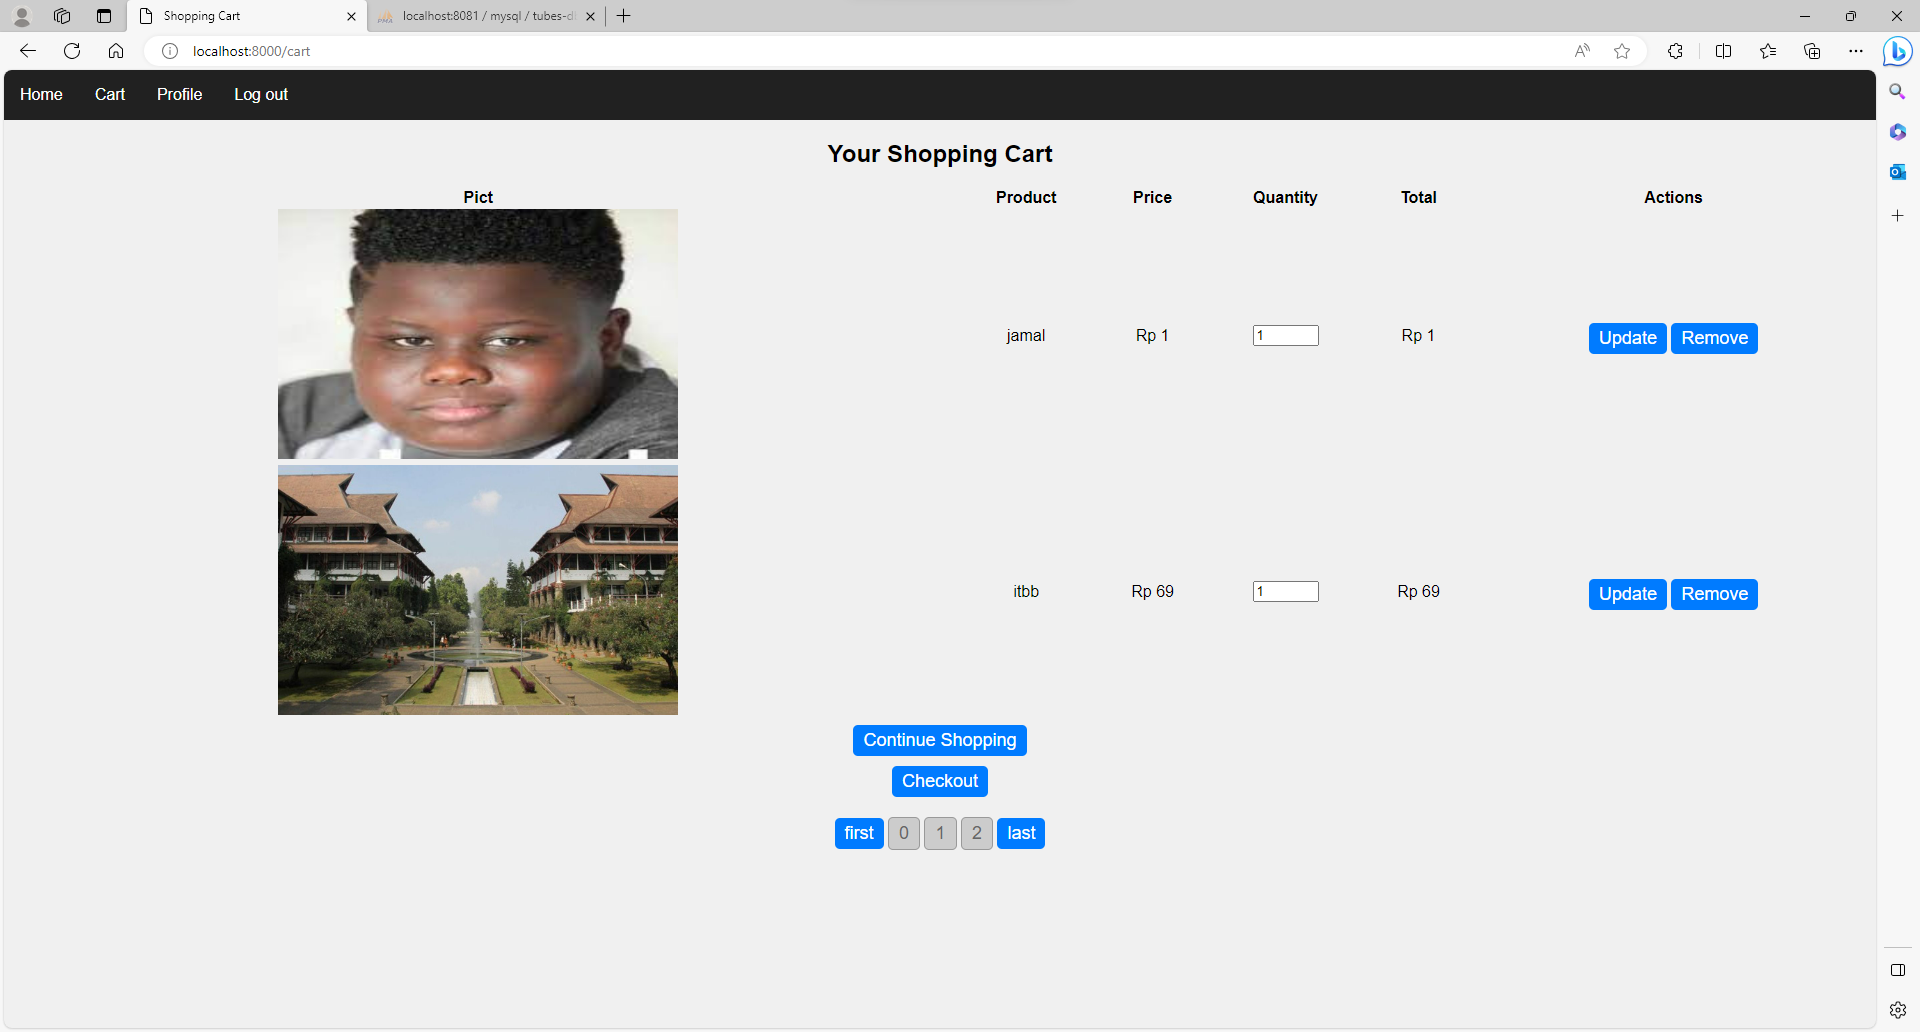 Shopping Cart
localhost:8081 / mysql / tubes-d
localhost:8000/cart
Home Cart Profile Log out
Your Shopping Cart
Pict Product Price Quantity Total Actions
jamal Rp 1 1 Rp 1 Update Remove
itbb Rp 69 1 Rp 69 Update Remove
Continue Shopping
Checkout
first 0 1 2 last